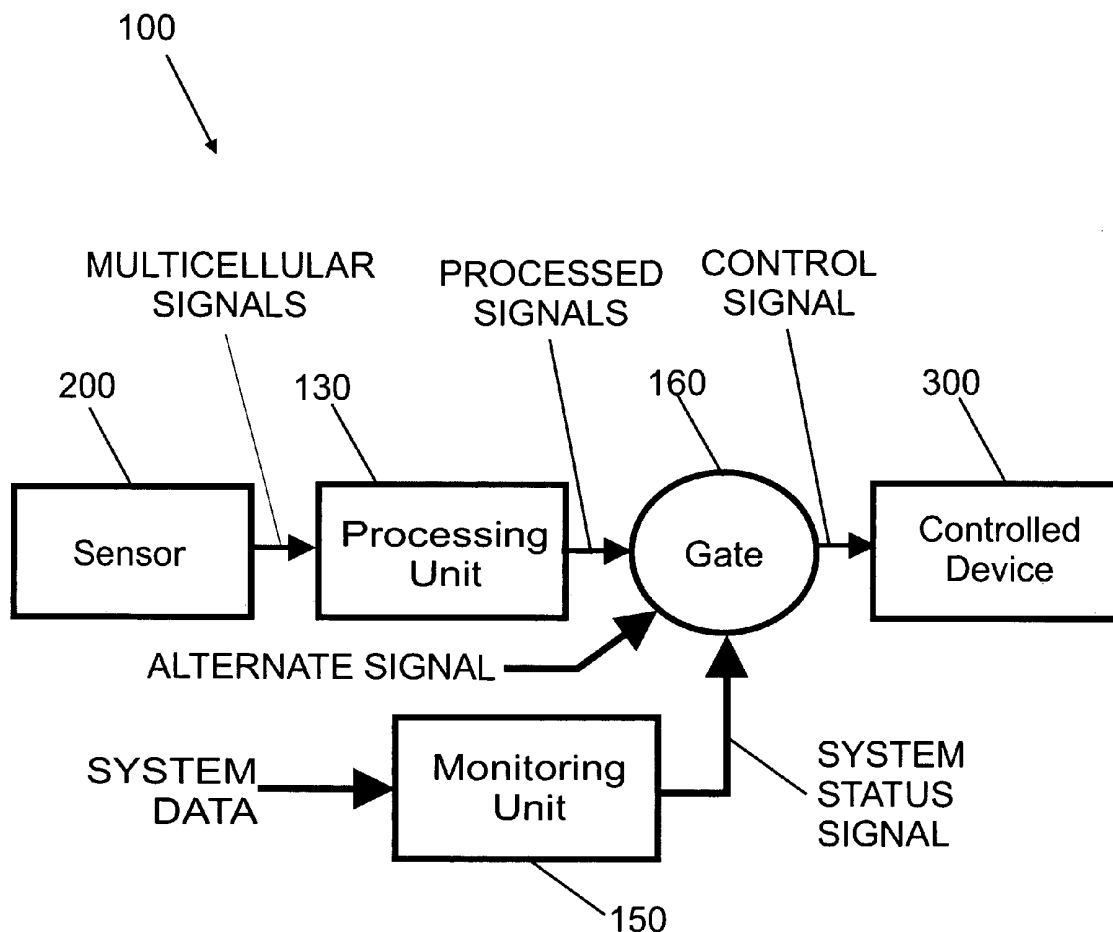 100
MULTICELLULAR
SIGNALS
PROCESSED
SIGNALS
CONTROL
SIGNAL
200
130
160
300
Sensor
Processing
Unit
Gate
Controlled
Device
ALTERNATE SIGNAL
SYSTEM
DATA
Monitoring
Unit
SYSTEM
STATUS
SIGNAL
150